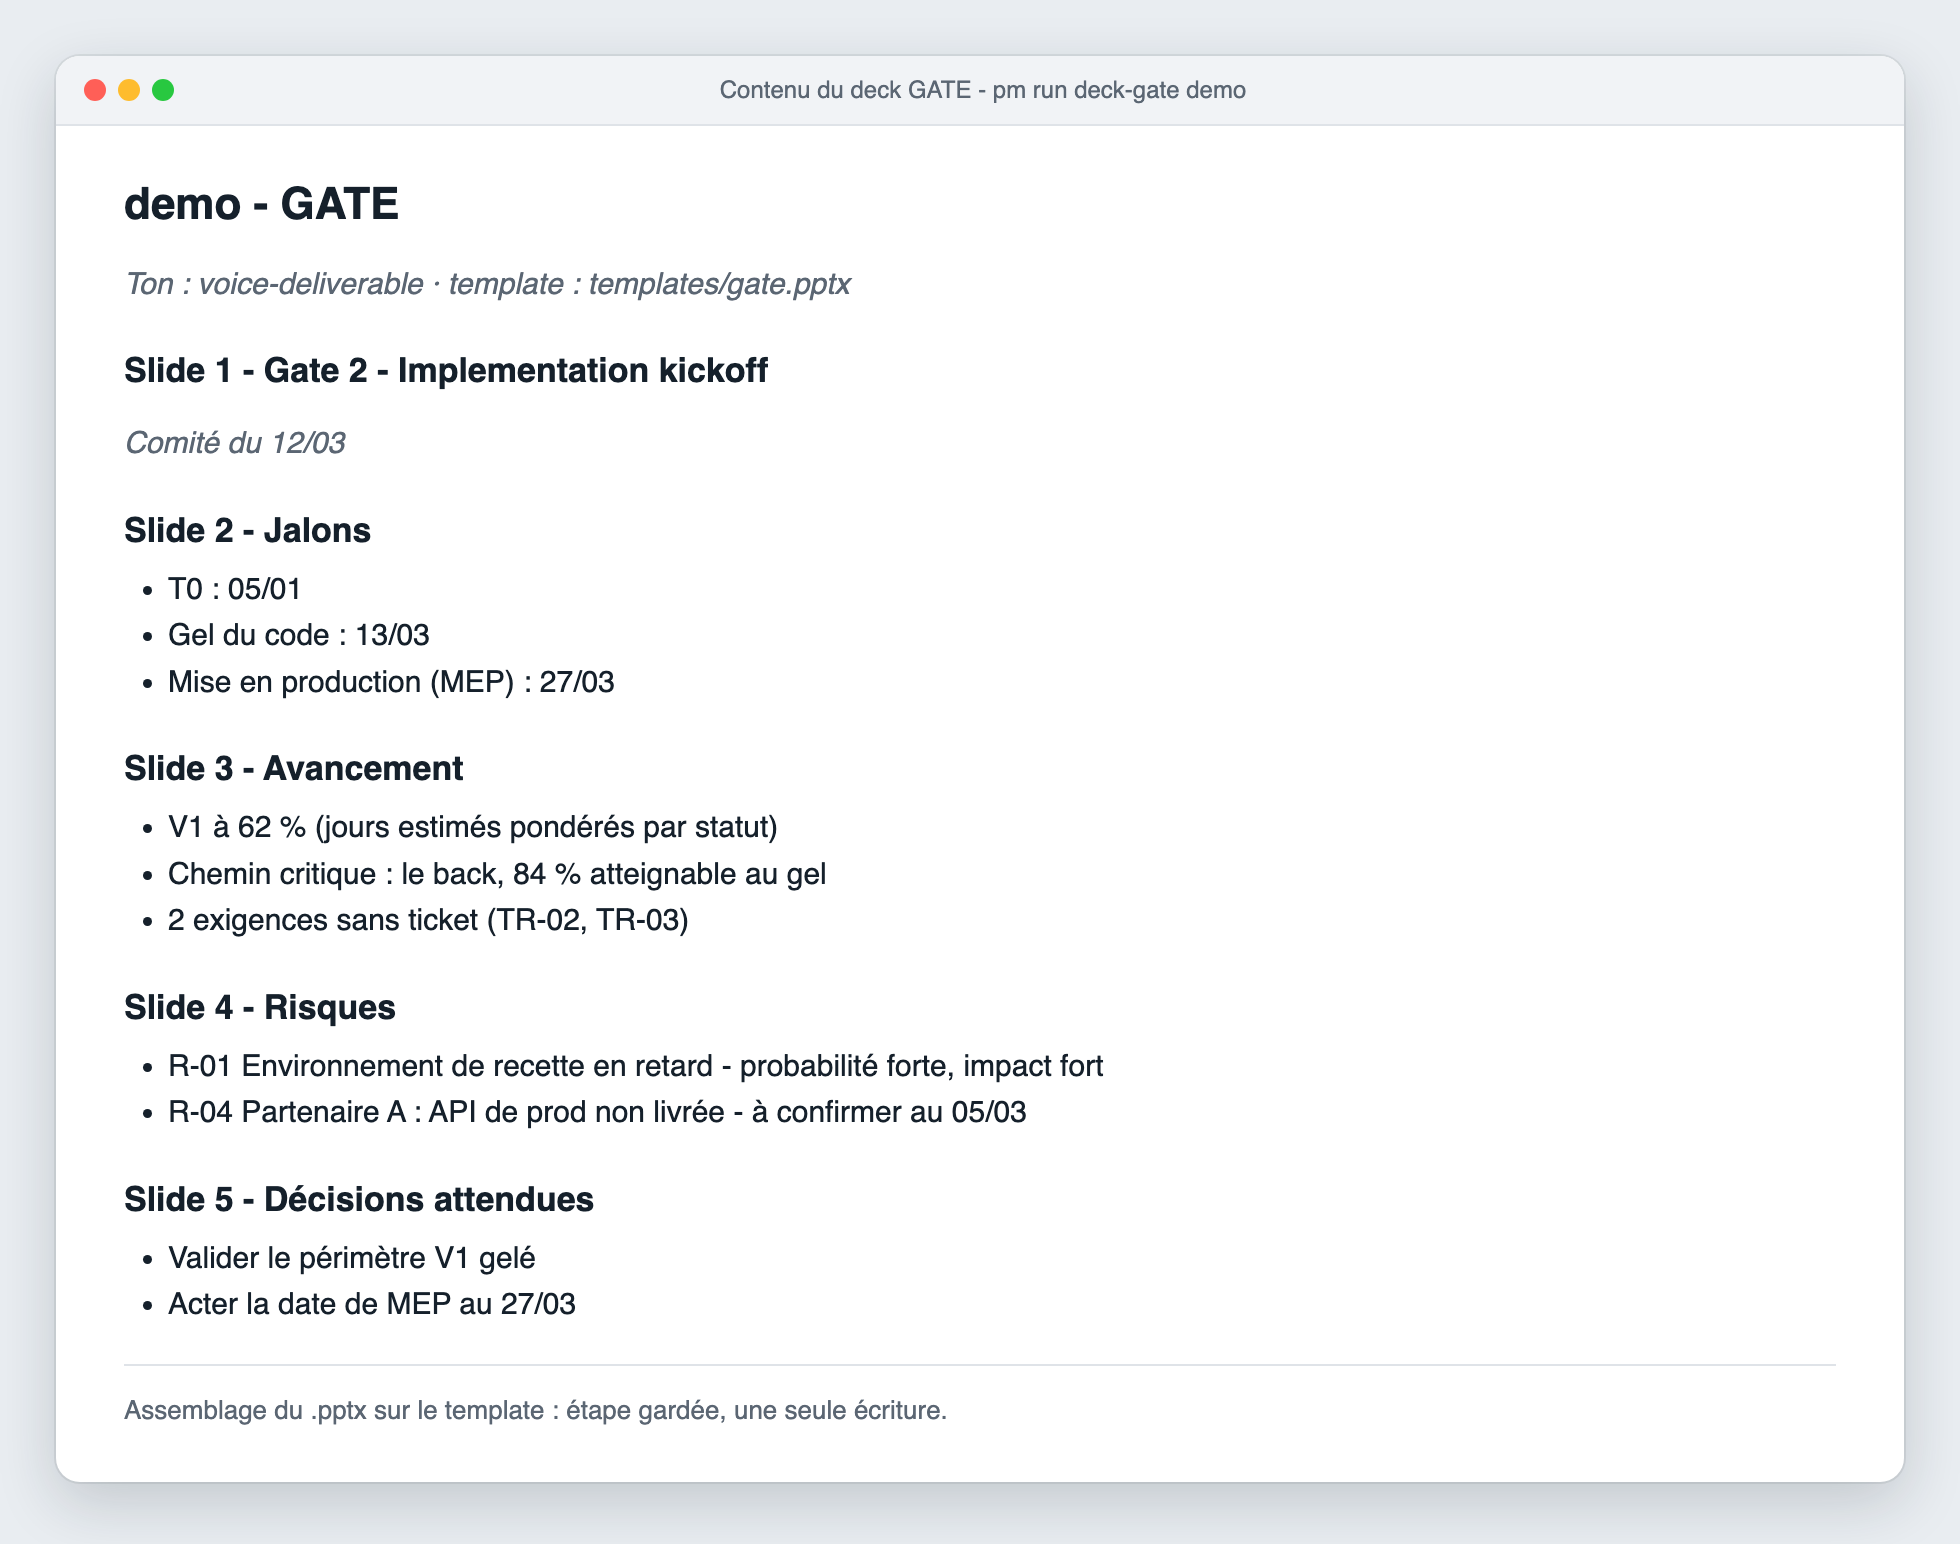 Contenu du deck GATE - pm run deck-gate demo
demo - GATE
Ton : voice-deliverable · template : templates/gate.pptx
Slide 1 - Gate 2 - Implementation kickoff
Comité du 12/03
Slide 2 - Jalons
• T0 : 05/01
• Gel du code : 13/03
• Mise en production (MEP) : 27/03
Slide 3 - Avancement
• V1 à 62 % (jours estimés pondérés par statut)
• Chemin critique : le back, 84 % atteignable au gel
• 2 exigences sans ticket (TR-02, TR-03)
Slide 4 - Risques
• R-01 Environnement de recette en retard - probabilité forte, impact fort
• R-04 Partenaire A : API de prod non livrée - à confirmer au 05/03
Slide 5 - Décisions attendues
• Valider le périmètre V1 gelé
• Acter la date de MEP au 27/03
Assemblage du .pptx sur le template : étape gardée, une seule écriture.